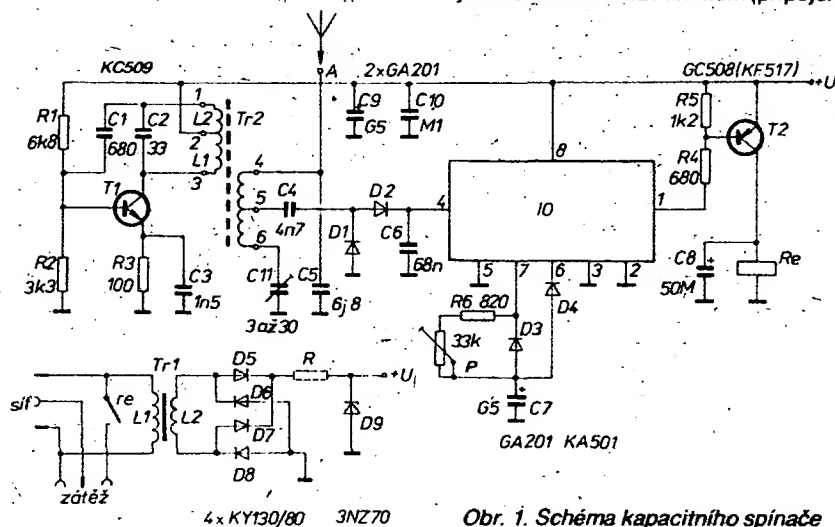 A
KC509
2xGA201
GC508(KF517)
+U
R1
6k8
C1
680
C2
33
1
L2
2
L1
3
Tr2
C9
G5
C10
M1
R5
1k2
T2
R4
680
T1
4
5
6
C4
4n7
D2
D1
C6
68n
4
8
IO
1
5
7
6
3
2
R2
3k3
R3
100
C3
1n5
C11
3až30
C5
6j8
R6 820
33k
P
D3
D4
G5
C7
C8
+
50M
Re
GA201 KA501
síť
re
Tr1
L1
L2
D5
D6
D7
D8
R
+U
D9
zátěž
4xKY130/80
3NZ70
Obr. 1. Schéma kapacitního spínače